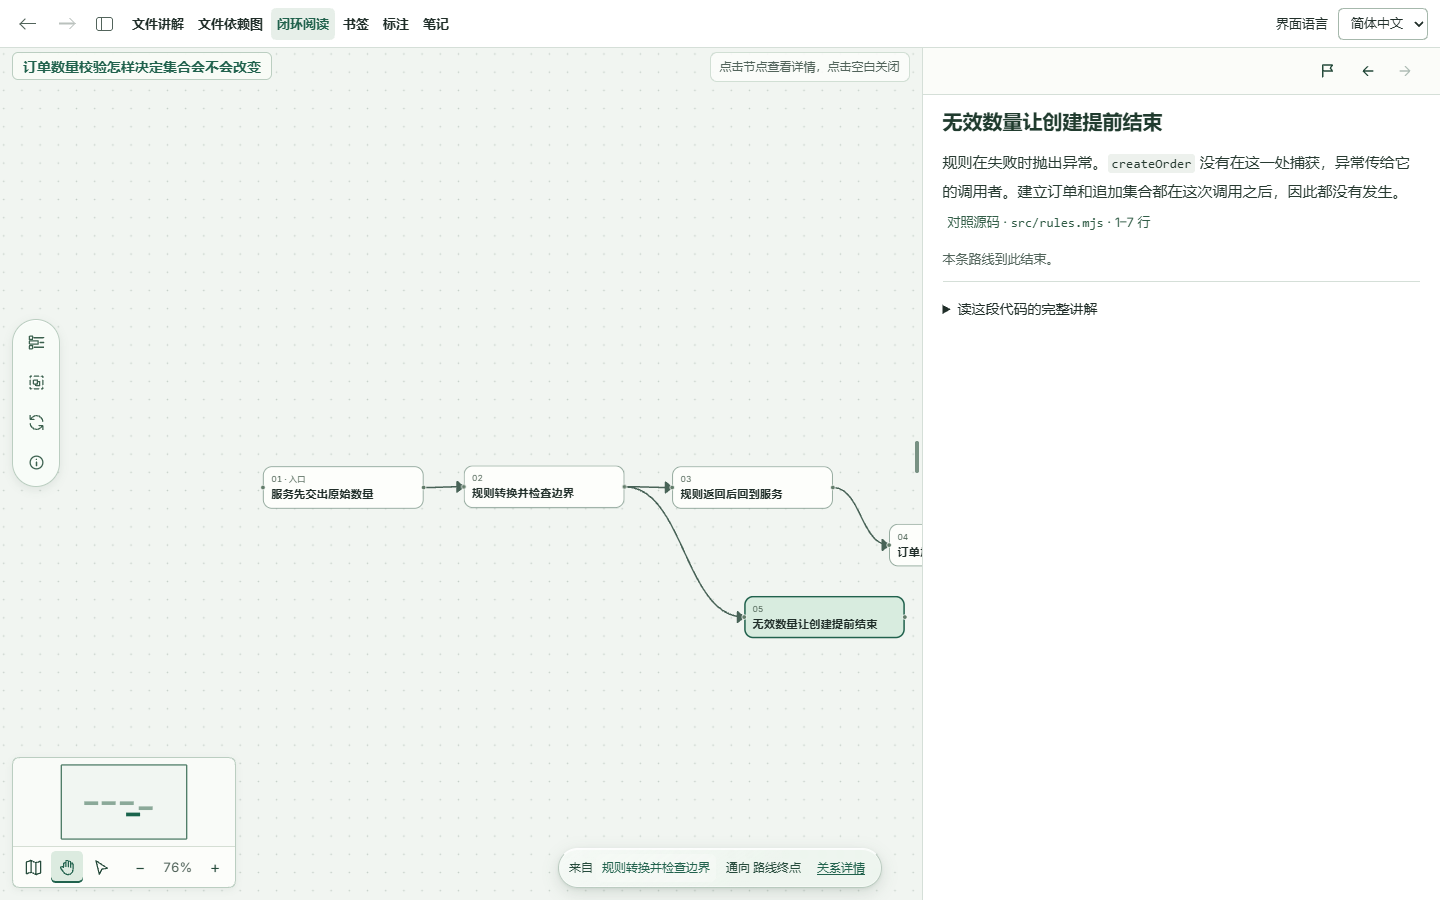 文件讲解 文件依赖图 闭环阅读 书签 标注 笔记 界面语言 简体中文
订单数量校验怎样决定集合会不会改变
点击节点查看详情，点击空白关闭
无效数量让创建提前结束
规则在失败时抛出异常。createOrder 没有在这一处捕获，异常传给它
的调用者。建立订单和追加集合都在这次调用之后，因此都没有发生。
对照源码 · src/rules.mjs · 1–7 行
本条路线到此结束。
▶ 读这段代码的完整讲解
01 · 入口
服务先交出原始数量
02
规则转换并检查边界
03
规则返回后回到服务
04
订单
05
无效数量让创建提前结束
− 76% +
来自 规则转换并检查边界 通向 路线终点 关系详情